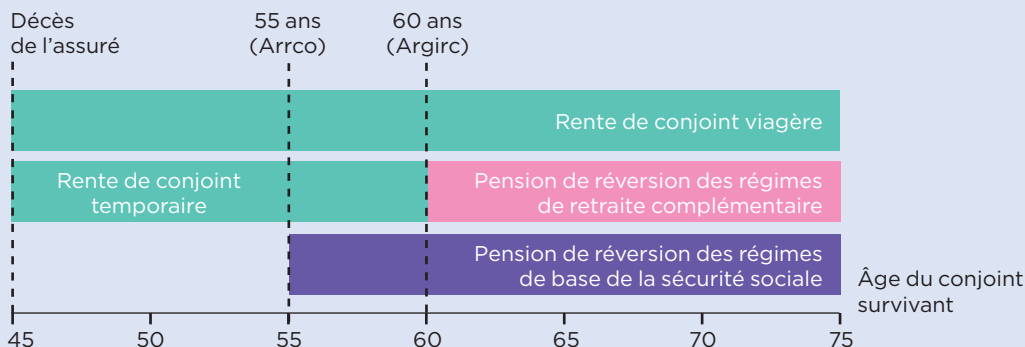 Décès
de l’assuré
55 ans
(Arrco)
60 ans
(Argirc)
Rente de conjoint viagère
Rente de conjoint
temporaire
Pension de réversion des régimes
de retraite complémentaire
Pension de réversion des régimes
de base de la sécurité sociale
Âge du conjoint
survivant
45
50
55
60
65
70
75